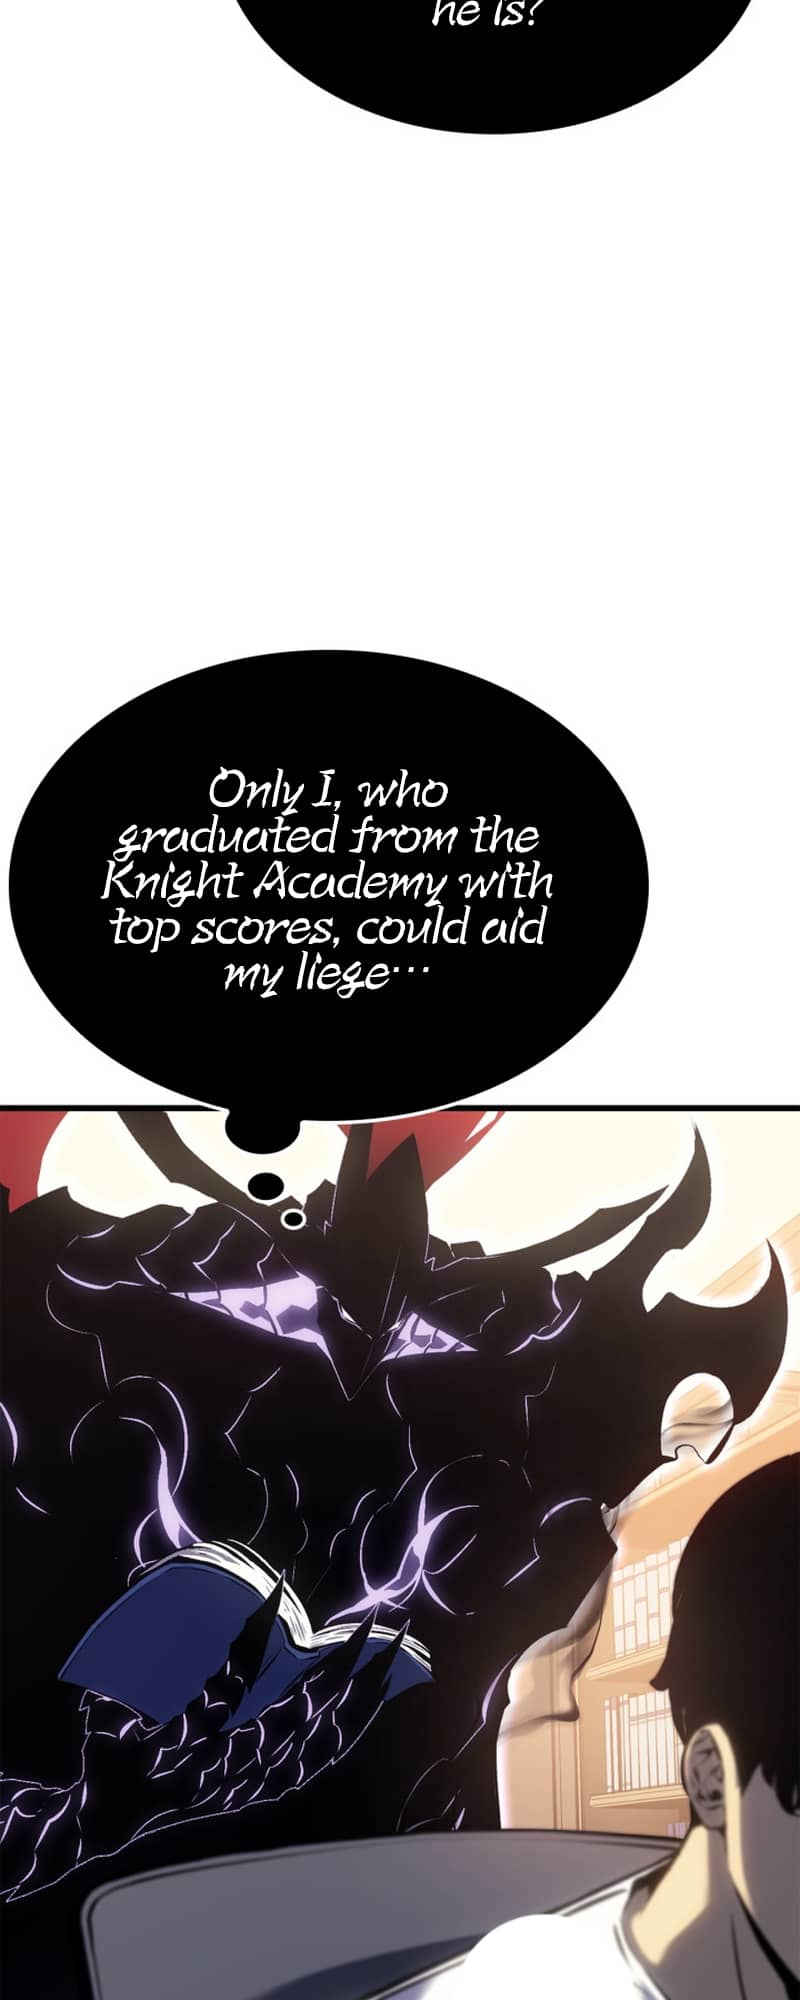 he is?
Only I, who
graduated from the
Knight Academy with
top scores, could aid
my liege…